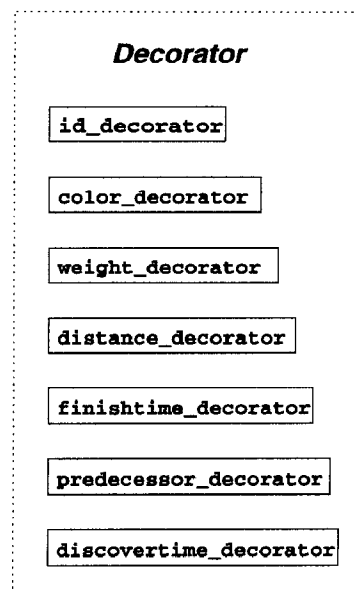 Decorator
id_decorator
color_decorator
weight_decorator
distance_decorator
finishtime_decorator
predecessor_decorator
discovertime_decorator